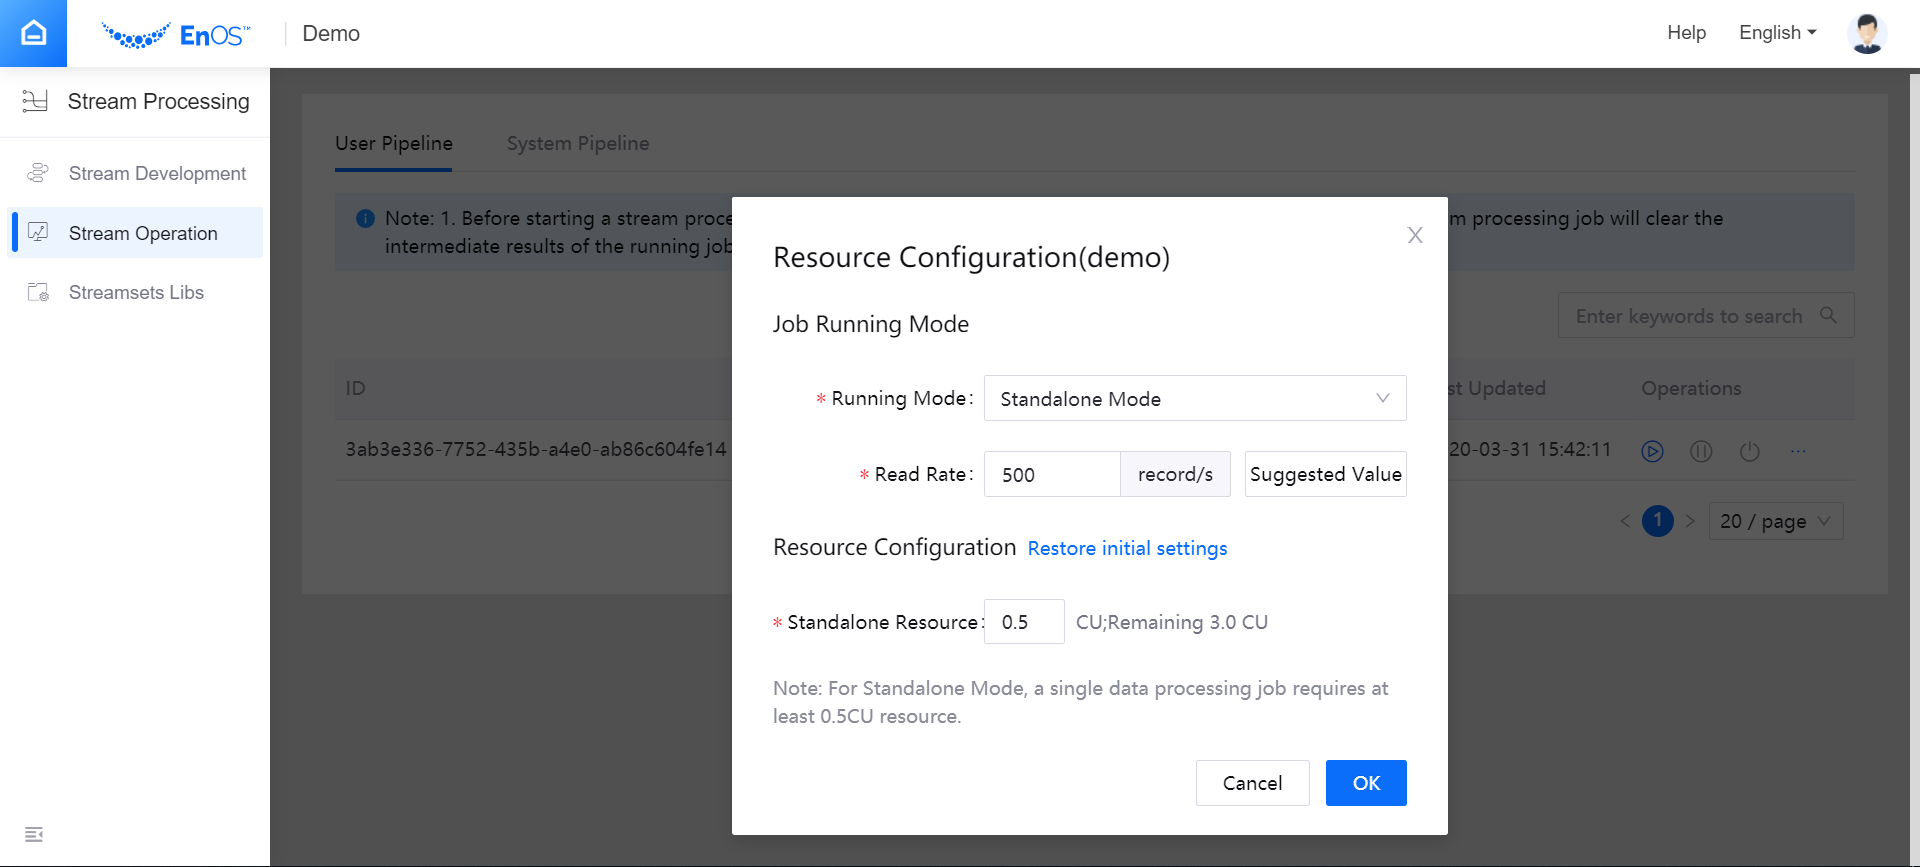 EnOS™
Demo
Help
English
Stream Processing
Stream Development
Stream Operation
Streamsets Libs
User Pipeline
System Pipeline
Note: 1. Before starting a stream proce
m processing job will clear the
intermediate results of the running job
Enter keywords to search
ID
st Updated
Operations
3ab3e336-7752-435b-a4e0-ab86c604fe14
20-03-31 15:42:11
1
20 / page
Resource Configuration(demo)
X
Job Running Mode
* Running Mode: Standalone Mode
* Read Rate: 500 record/s Suggested Value
Resource Configuration Restore initial settings
* Standalone Resource: 0.5 CU;Remaining 3.0 CU
Note: For Standalone Mode, a single data processing job requires at
least 0.5CU resource.
Cancel
OK